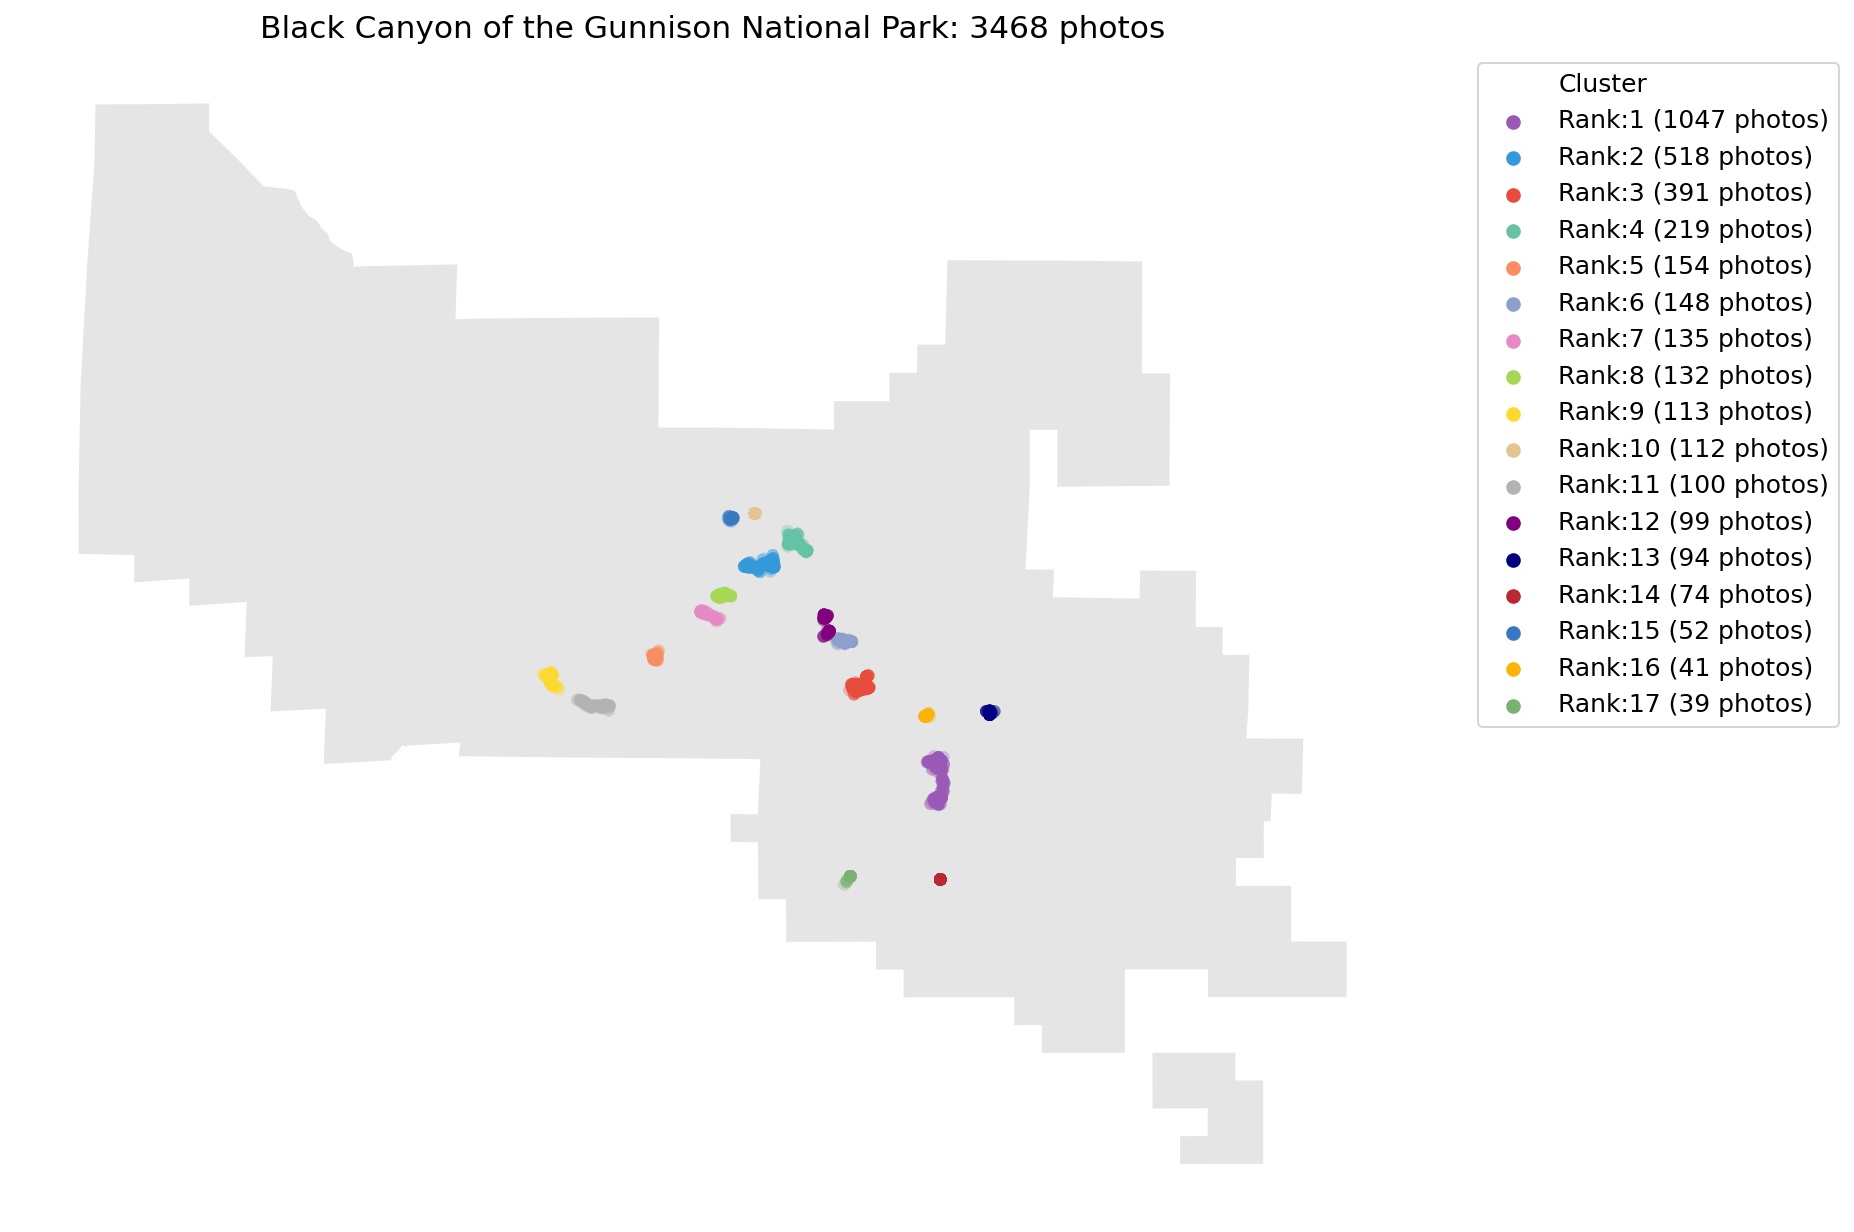 Black Canyon of the Gunnison National Park: 3468 photos
Cluster
Rank:1 (1047 photos)
Rank:2 (518 photos)
Rank:3 (391 photos)
Rank:4 (219 photos)
Rank:5 (154 photos)
Rank:6 (148 photos)
Rank:7 (135 photos)
Rank:8 (132 photos)
Rank:9 (113 photos)
Rank:10 (112 photos)
Rank:11 (100 photos)
Rank:12 (99 photos)
Rank:13 (94 photos)
Rank:14 (74 photos)
Rank:15 (52 photos)
Rank:16 (41 photos)
Rank:17 (39 photos)